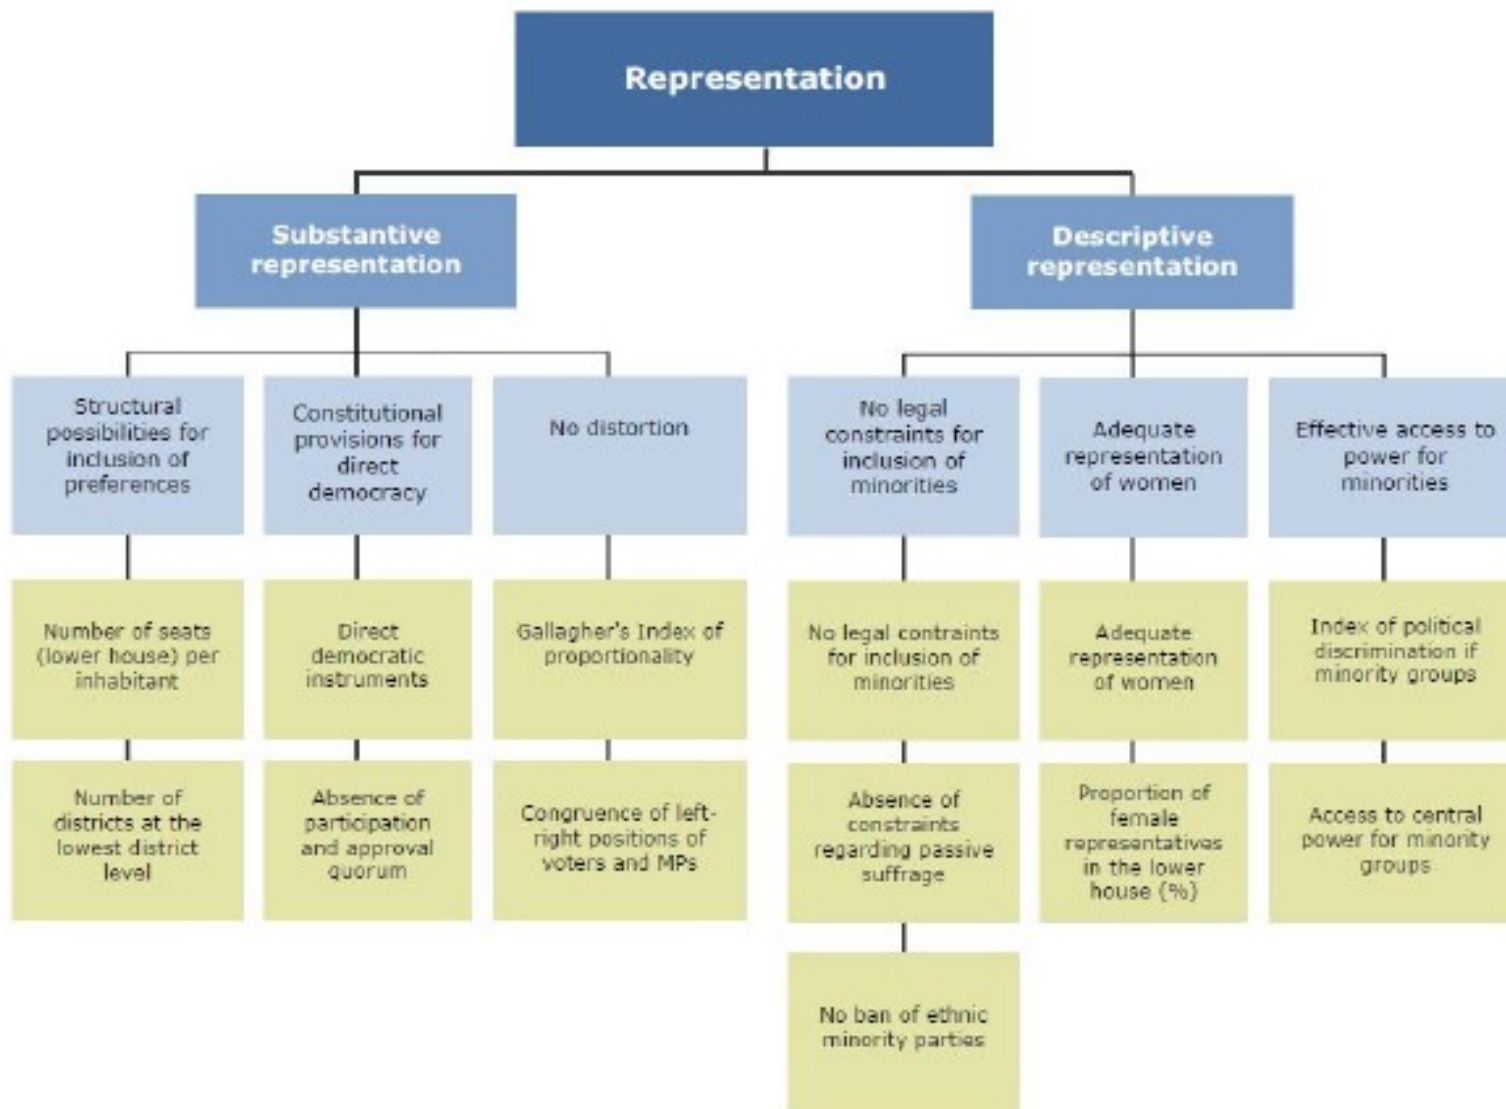 Representation
Substantive
representation
Descriptive
representation
Structural
possibilities for
inclusion of
preferences
Constitutional
provisions for
direct
democracy
No distortion
No legal
constraints for
inclusion of
minorities
Adequate
representation
of women
Effective access to
power for
minorities
Number of seats
(lower house) per
inhabitant
Direct
democratic
instruments
Gallagher's Index of
proportionality
No legal contraints
for inclusion of
minorities
Adequate
representation
of women
Index of political
discrimination if
minority groups
Number of
districts at the
lowest district
level
Absence of
participation
and approval
quorum
Congruence of left-
right positions of
voters and MPs
Absence of
constraints
regarding passive
suffrage
Proportion of
female
representatives
in the lower
house (%)
Access to central
power for minority
groups
No ban of ethnic
minority parties